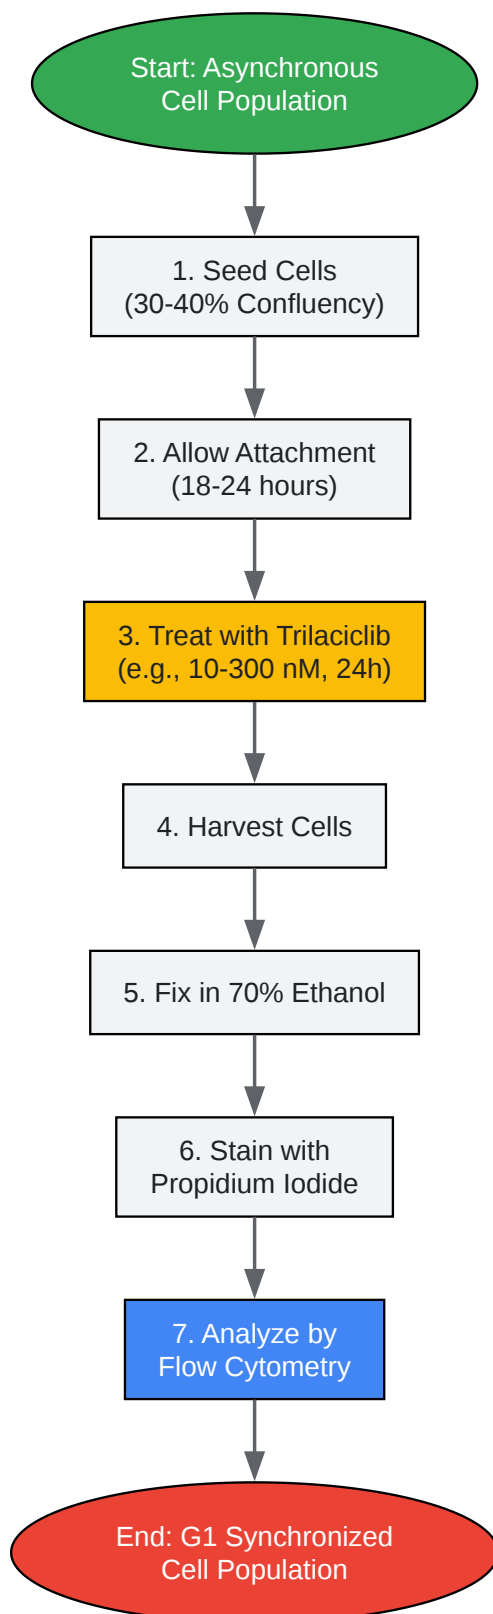 Start: Asynchronous
Cell Population
1. Seed Cells
(30-40% Confluency)
2. Allow Attachment
(18-24 hours)
3. Treat with Trilaciclib
(e.g., 10-300 nM, 24h)
4. Harvest Cells
5. Fix in 70% Ethanol
6. Stain with
Propidium Iodide
7. Analyze by
Flow Cytometry
End: G1 Synchronized
Cell Population